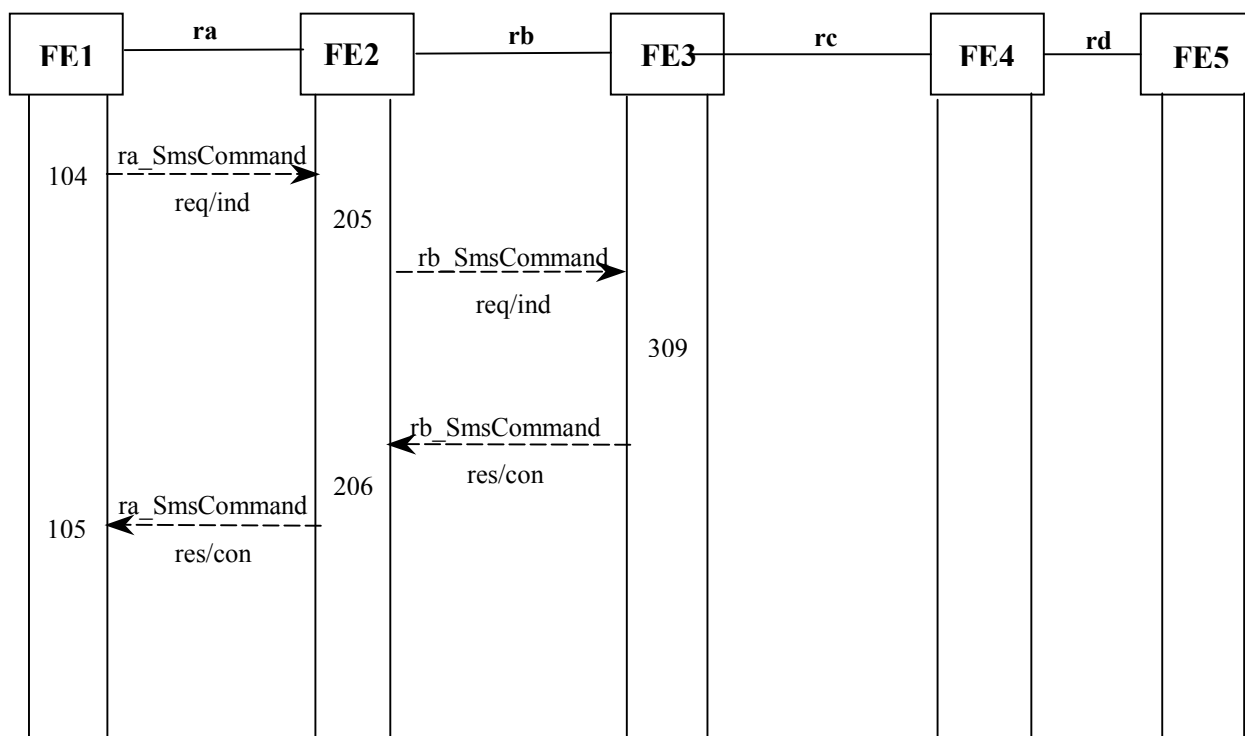 ra
rb
rc
rd
FE1
FE2
FE3
FE4
FE5
ra_SmsCommand
104
req/ind
205
rb_SmsCommand
req/ind
309
rb_SmsCommand
res/con
206
ra_SmsCommand
105
res/con